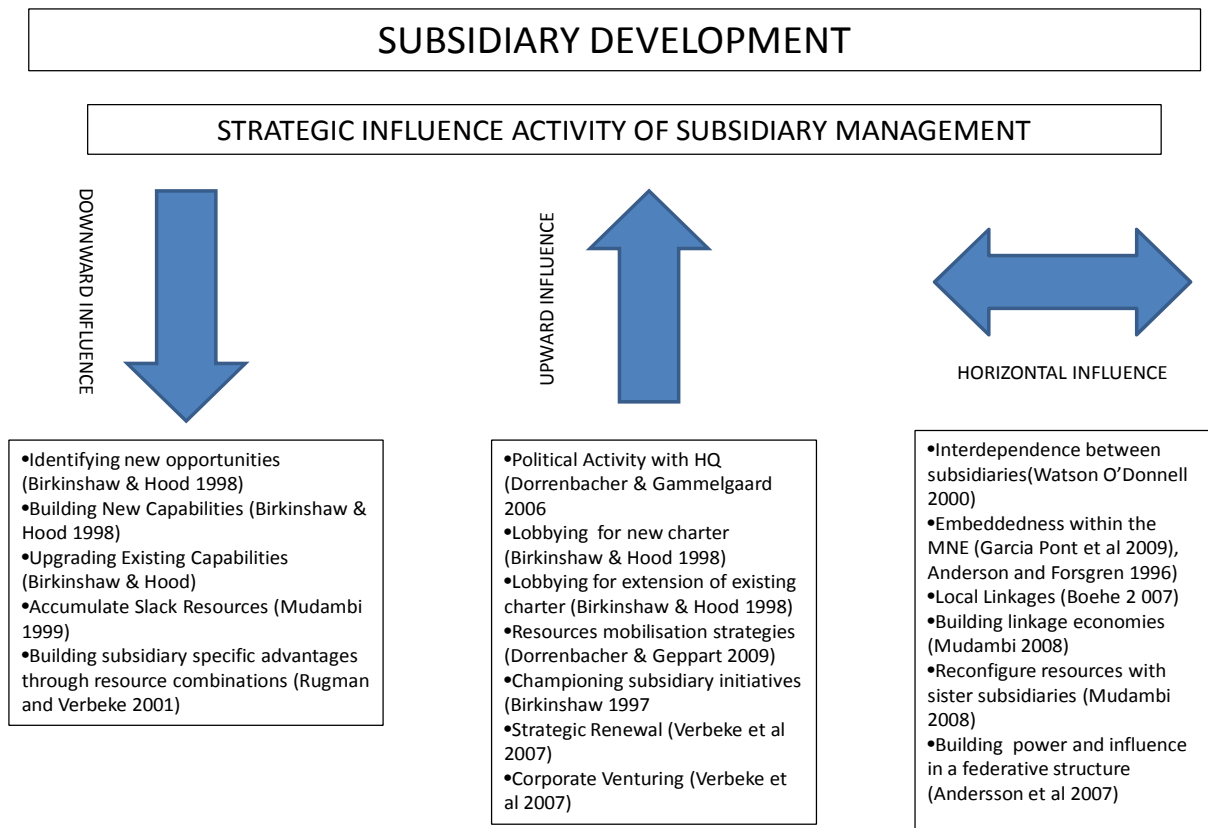 SUBSIDIARY DEVELOPMENT
STRATEGIC INFLUENCE ACTIVITY OF SUBSIDIARY MANAGEMENT
DOWNWARD INFLUENCE
•Identifying new opportunities
(Birkinshaw & Hood 1998)
•Building New Capabilities (Birkinshaw &
Hood 1998)
•Upgrading Existing Capabilities
(Birkinshaw & Hood)
•Accumulate Slack Resources (Mudambi
1999)
•Building subsidiary specific advantages
through resource combinations (Rugman
and Verbeke 2001)
UPWARD INFLUENCE
•Political Activity with HQ
(Dorrenbacher & Gammelgaard
2006
•Lobbying  for new charter
(Birkinshaw & Hood 1998)
•Lobbying for extension of existing
charter (Birkinshaw & Hood 1998)
•Resources mobilisation strategies
(Dorrenbacher & Geppart 2009)
•Championing subsidiary initiatives
(Birkinshaw 1997
•Strategic Renewal (Verbeke et al
2007)
•Corporate Venturing (Verbeke et
al 2007)
HORIZONTAL INFLUENCE
•Interdependence between
subsidiaries(Watson O’Donnell
2000)
•Embeddedness within the
MNE (Garcia Pont et al 2009),
Anderson and Forsgren 1996)
•Local Linkages (Boehe 2 007)
•Building linkage economies
(Mudambi 2008)
•Reconfigure resources with
sister subsidiaries (Mudambi
2008)
•Building  power and influence
in a federative structure
(Andersson et al 2007)